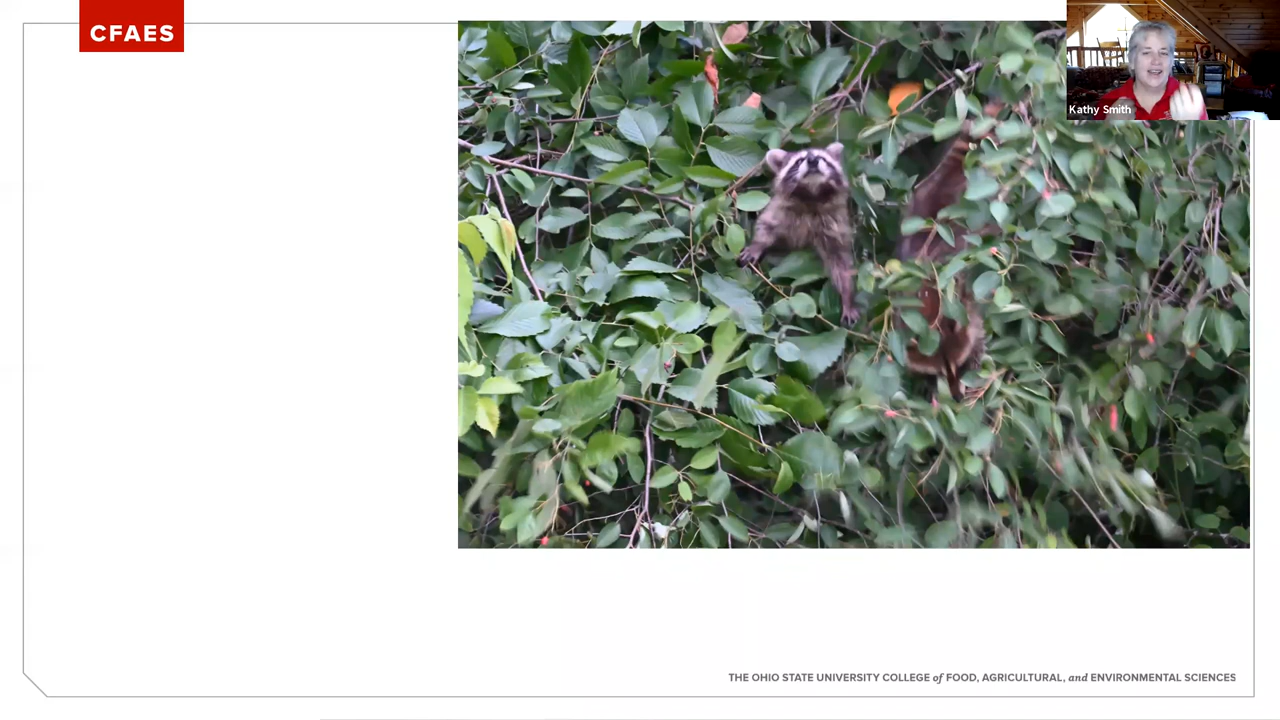 CFAES
Kathy Smith
THE OHIO STATE UNIVERSITY COLLEGE of FOOD, AGRICULTURAL, and ENVIRONMENTAL SCIENCES